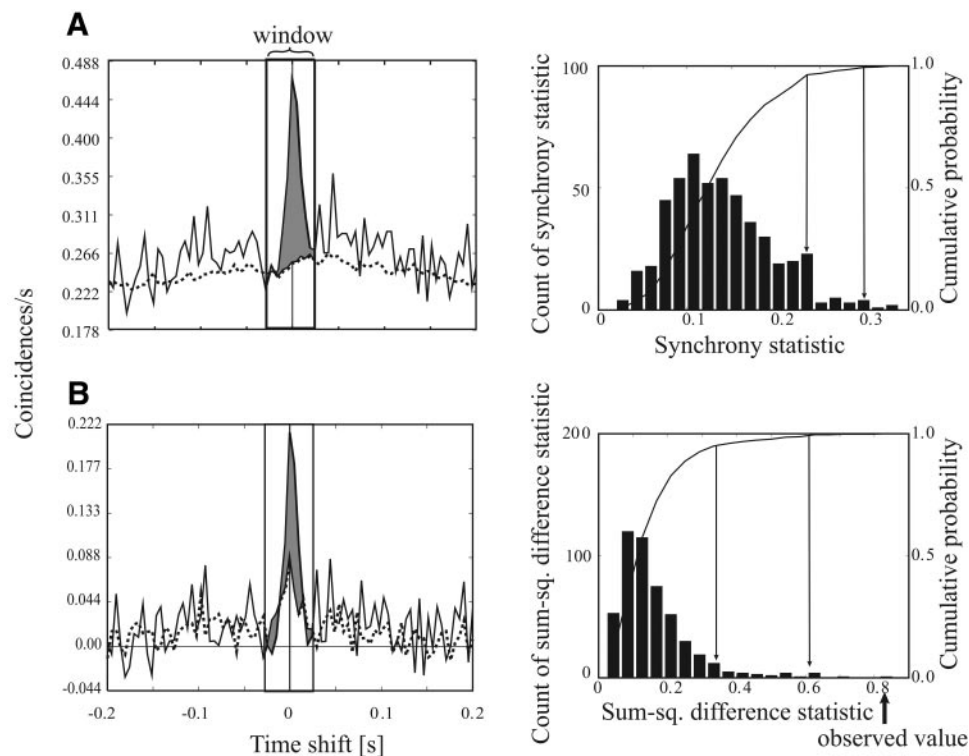 A
window
0.488
0.444
0.400
0.355
0.311
0.266
0.222
0.178
Count of synchrony statistic
100
50
0
0 0.1 0.2 0.3
Synchrony statistic
1.0
0.5
0.0
Cumulative probability
Coincidences/s
B
0.222
0.177
0.133
0.088
0.044
0.00
-0.044
-0.2 -0.1 0 0.1 0.2
Time shift [s]
Count of sum-sq. difference statistic
200
100
0
0 0.2 0.4 0.6 0.8
Sum-sq. difference statistic
observed value
1.0
0.5
0.0
Cumulative probability